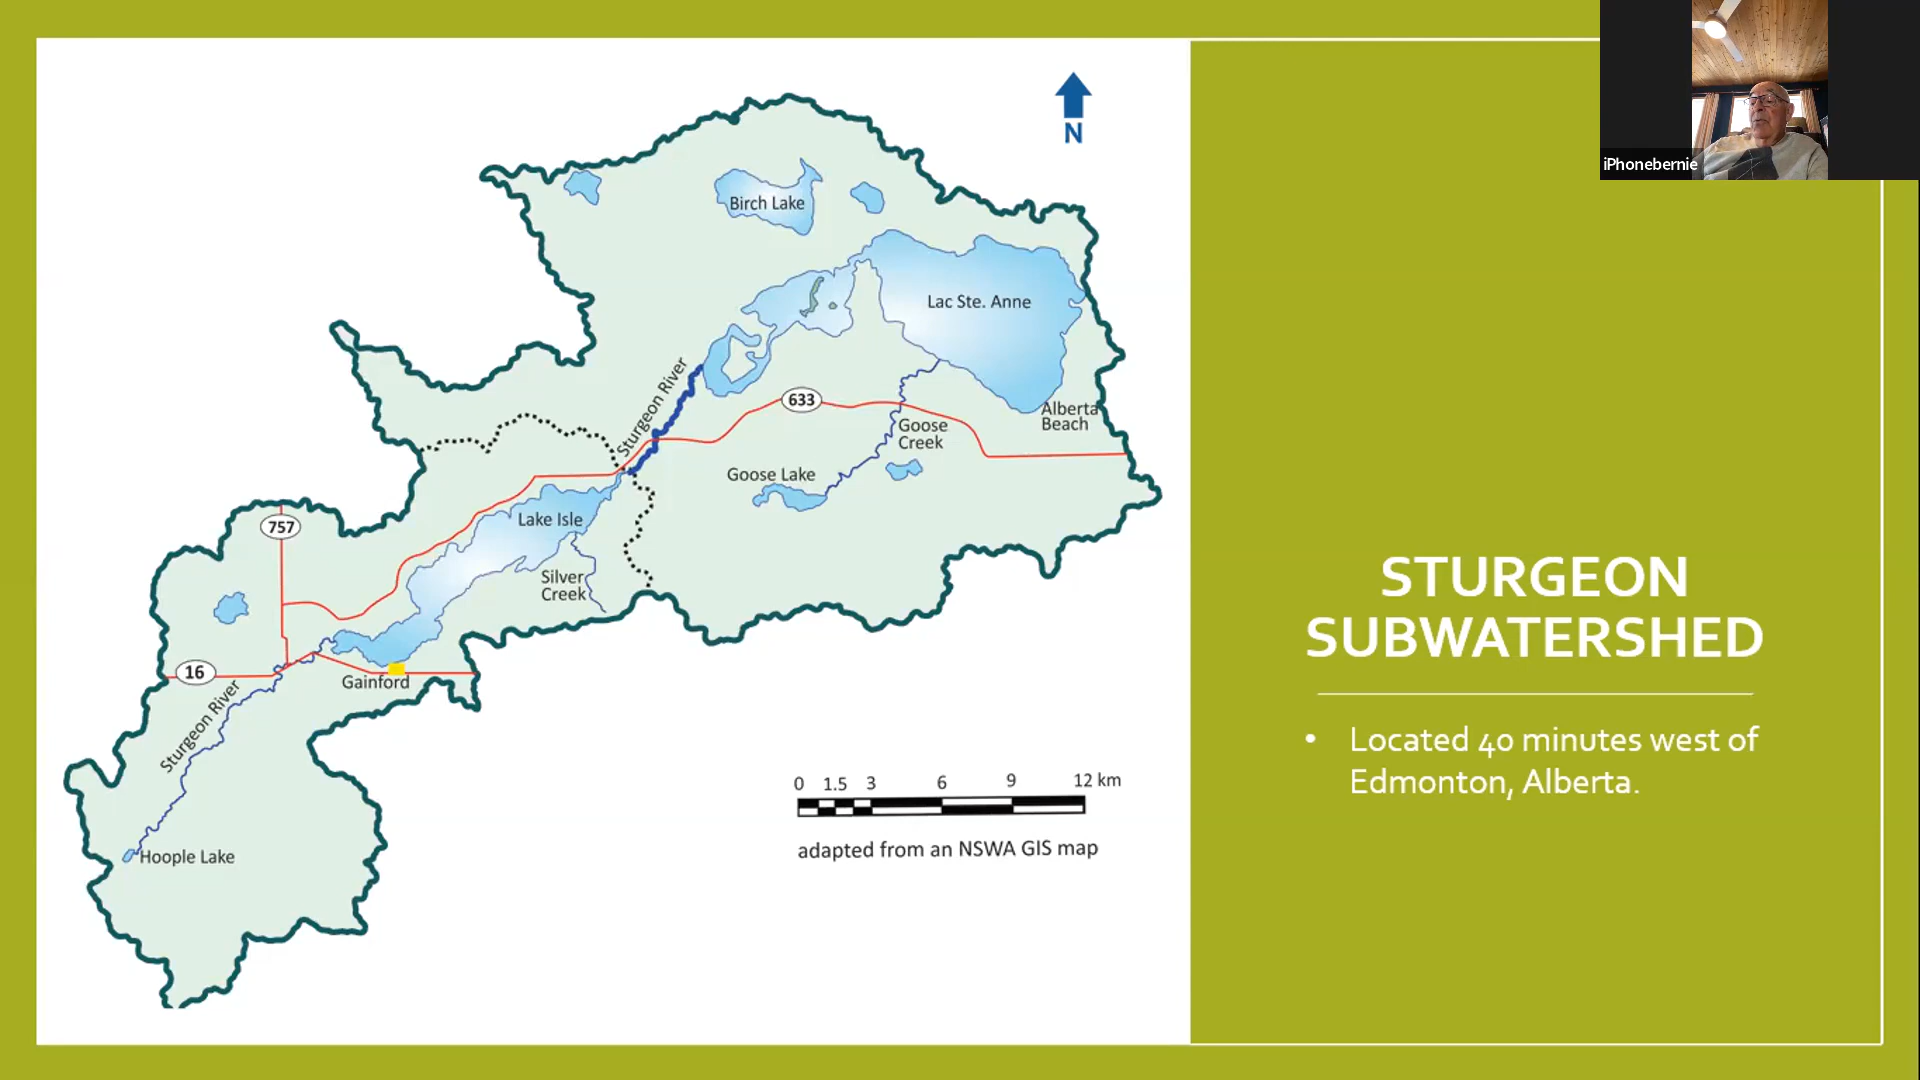 N
Birch Lake
Lac Ste. Anne
Sturgeon River
633
Alberta
Beach
Goose
Creek
Goose Lake
757
Lake Isle
Silver
Creek
16
Gainford
Sturgeon River
Hoople Lake
0 1.5 3 6 9 12 km
adapted from an NSWA GIS map
iPhonebernie
STURGEON
SUBWATERSHED
• Located 40 minutes west of
Edmonton, Alberta.